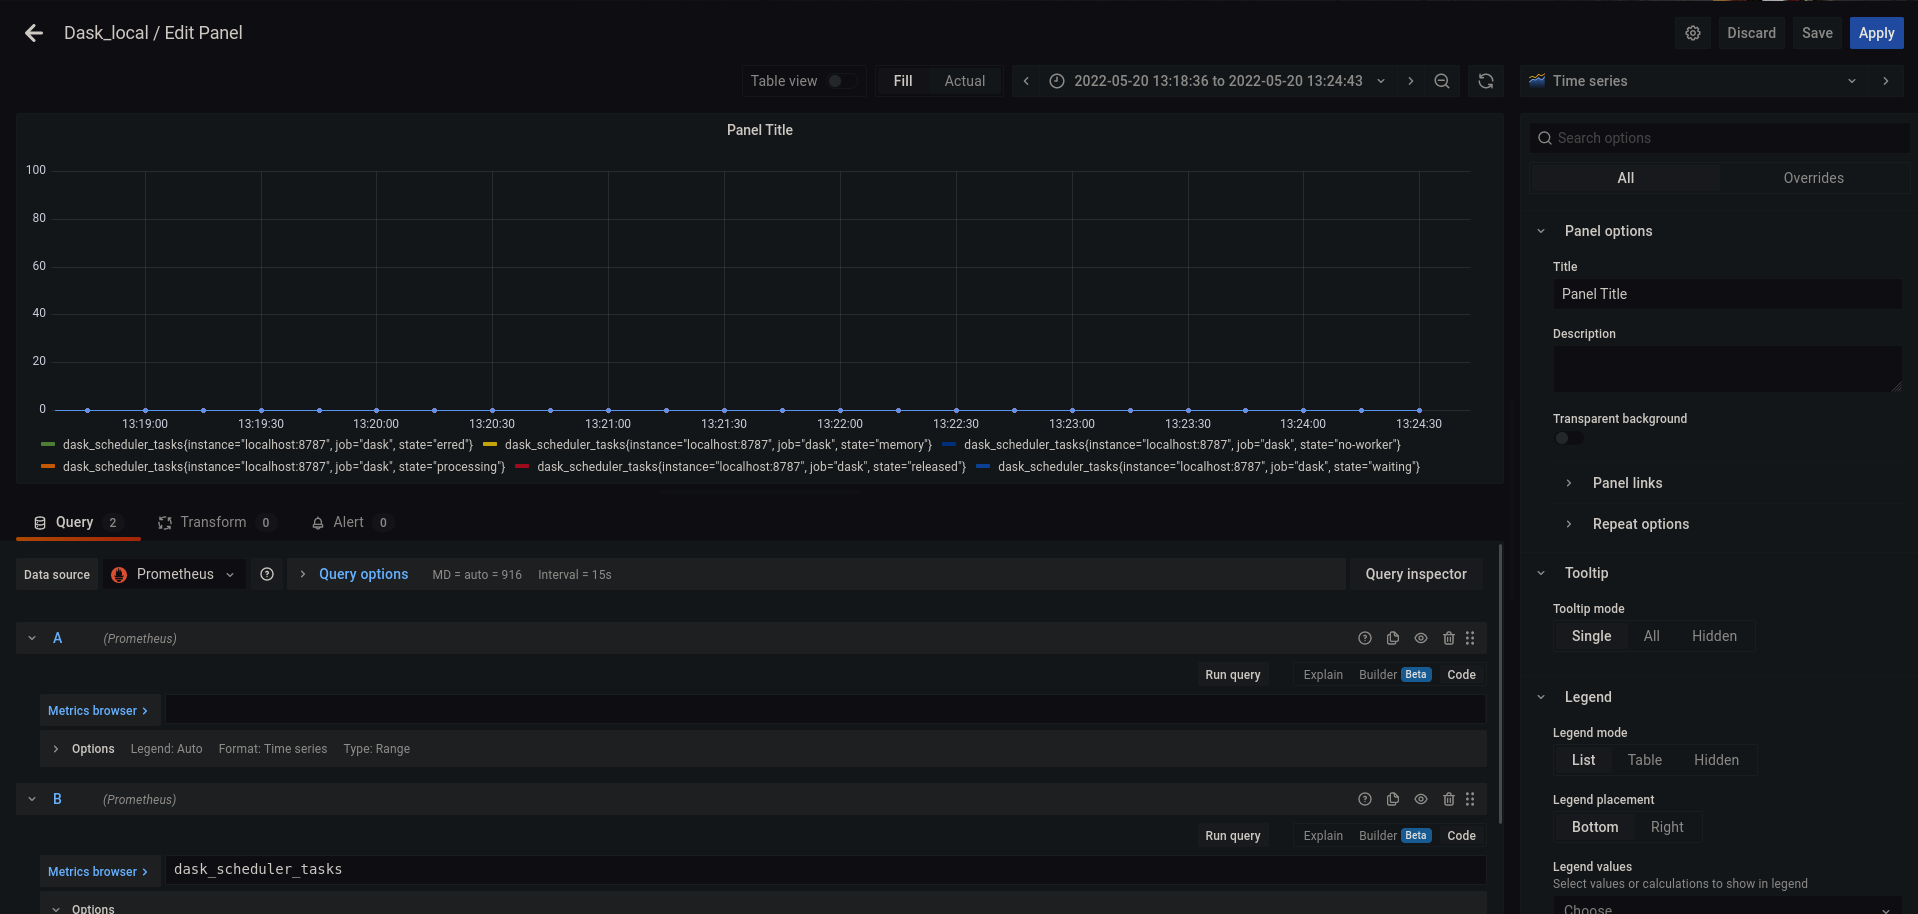 Dask_local / Edit Panel
Discard Save Apply
Table view Fill Actual 2022-05-20 13:18:36 to 2022-05-20 13:24:43 Time series
Panel Title
100
80
60
40
20
0
13:19:00 13:19:30 13:20:00 13:20:30 13:21:00 13:21:30 13:22:00 13:22:30 13:23:00 13:23:30 13:24:00 13:24:30
dask_scheduler_tasks{instance="localhost:8787", job="dask", state="erred"} dask_scheduler_tasks{instance="localhost:8787", job="dask", state="memory"} dask_scheduler_tasks{instance="localhost:8787", job="dask", state="no-worker"}
dask_scheduler_tasks{instance="localhost:8787", job="dask", state="processing"} dask_scheduler_tasks{instance="localhost:8787", job="dask", state="released"} dask_scheduler_tasks{instance="localhost:8787", job="dask", state="waiting"}
Query 2 Transform 0 Alert 0
Data source Prometheus Query options MD = auto = 916 Interval = 15s Query inspector
A (Prometheus)
Run query Explain Builder Beta Code
Metrics browser >
Options Legend: Auto Format: Time series Type: Range
B (Prometheus)
Run query Explain Builder Beta Code
Metrics browser > dask_scheduler_tasks
Options
Search options
All Overrides
Panel options
Title
Panel Title
Description
Transparent background
Panel links
Repeat options
Tooltip
Tooltip mode
Single All Hidden
Legend
Legend mode
List Table Hidden
Legend placement
Bottom Right
Legend values
Select values or calculations to show in legend
Choose